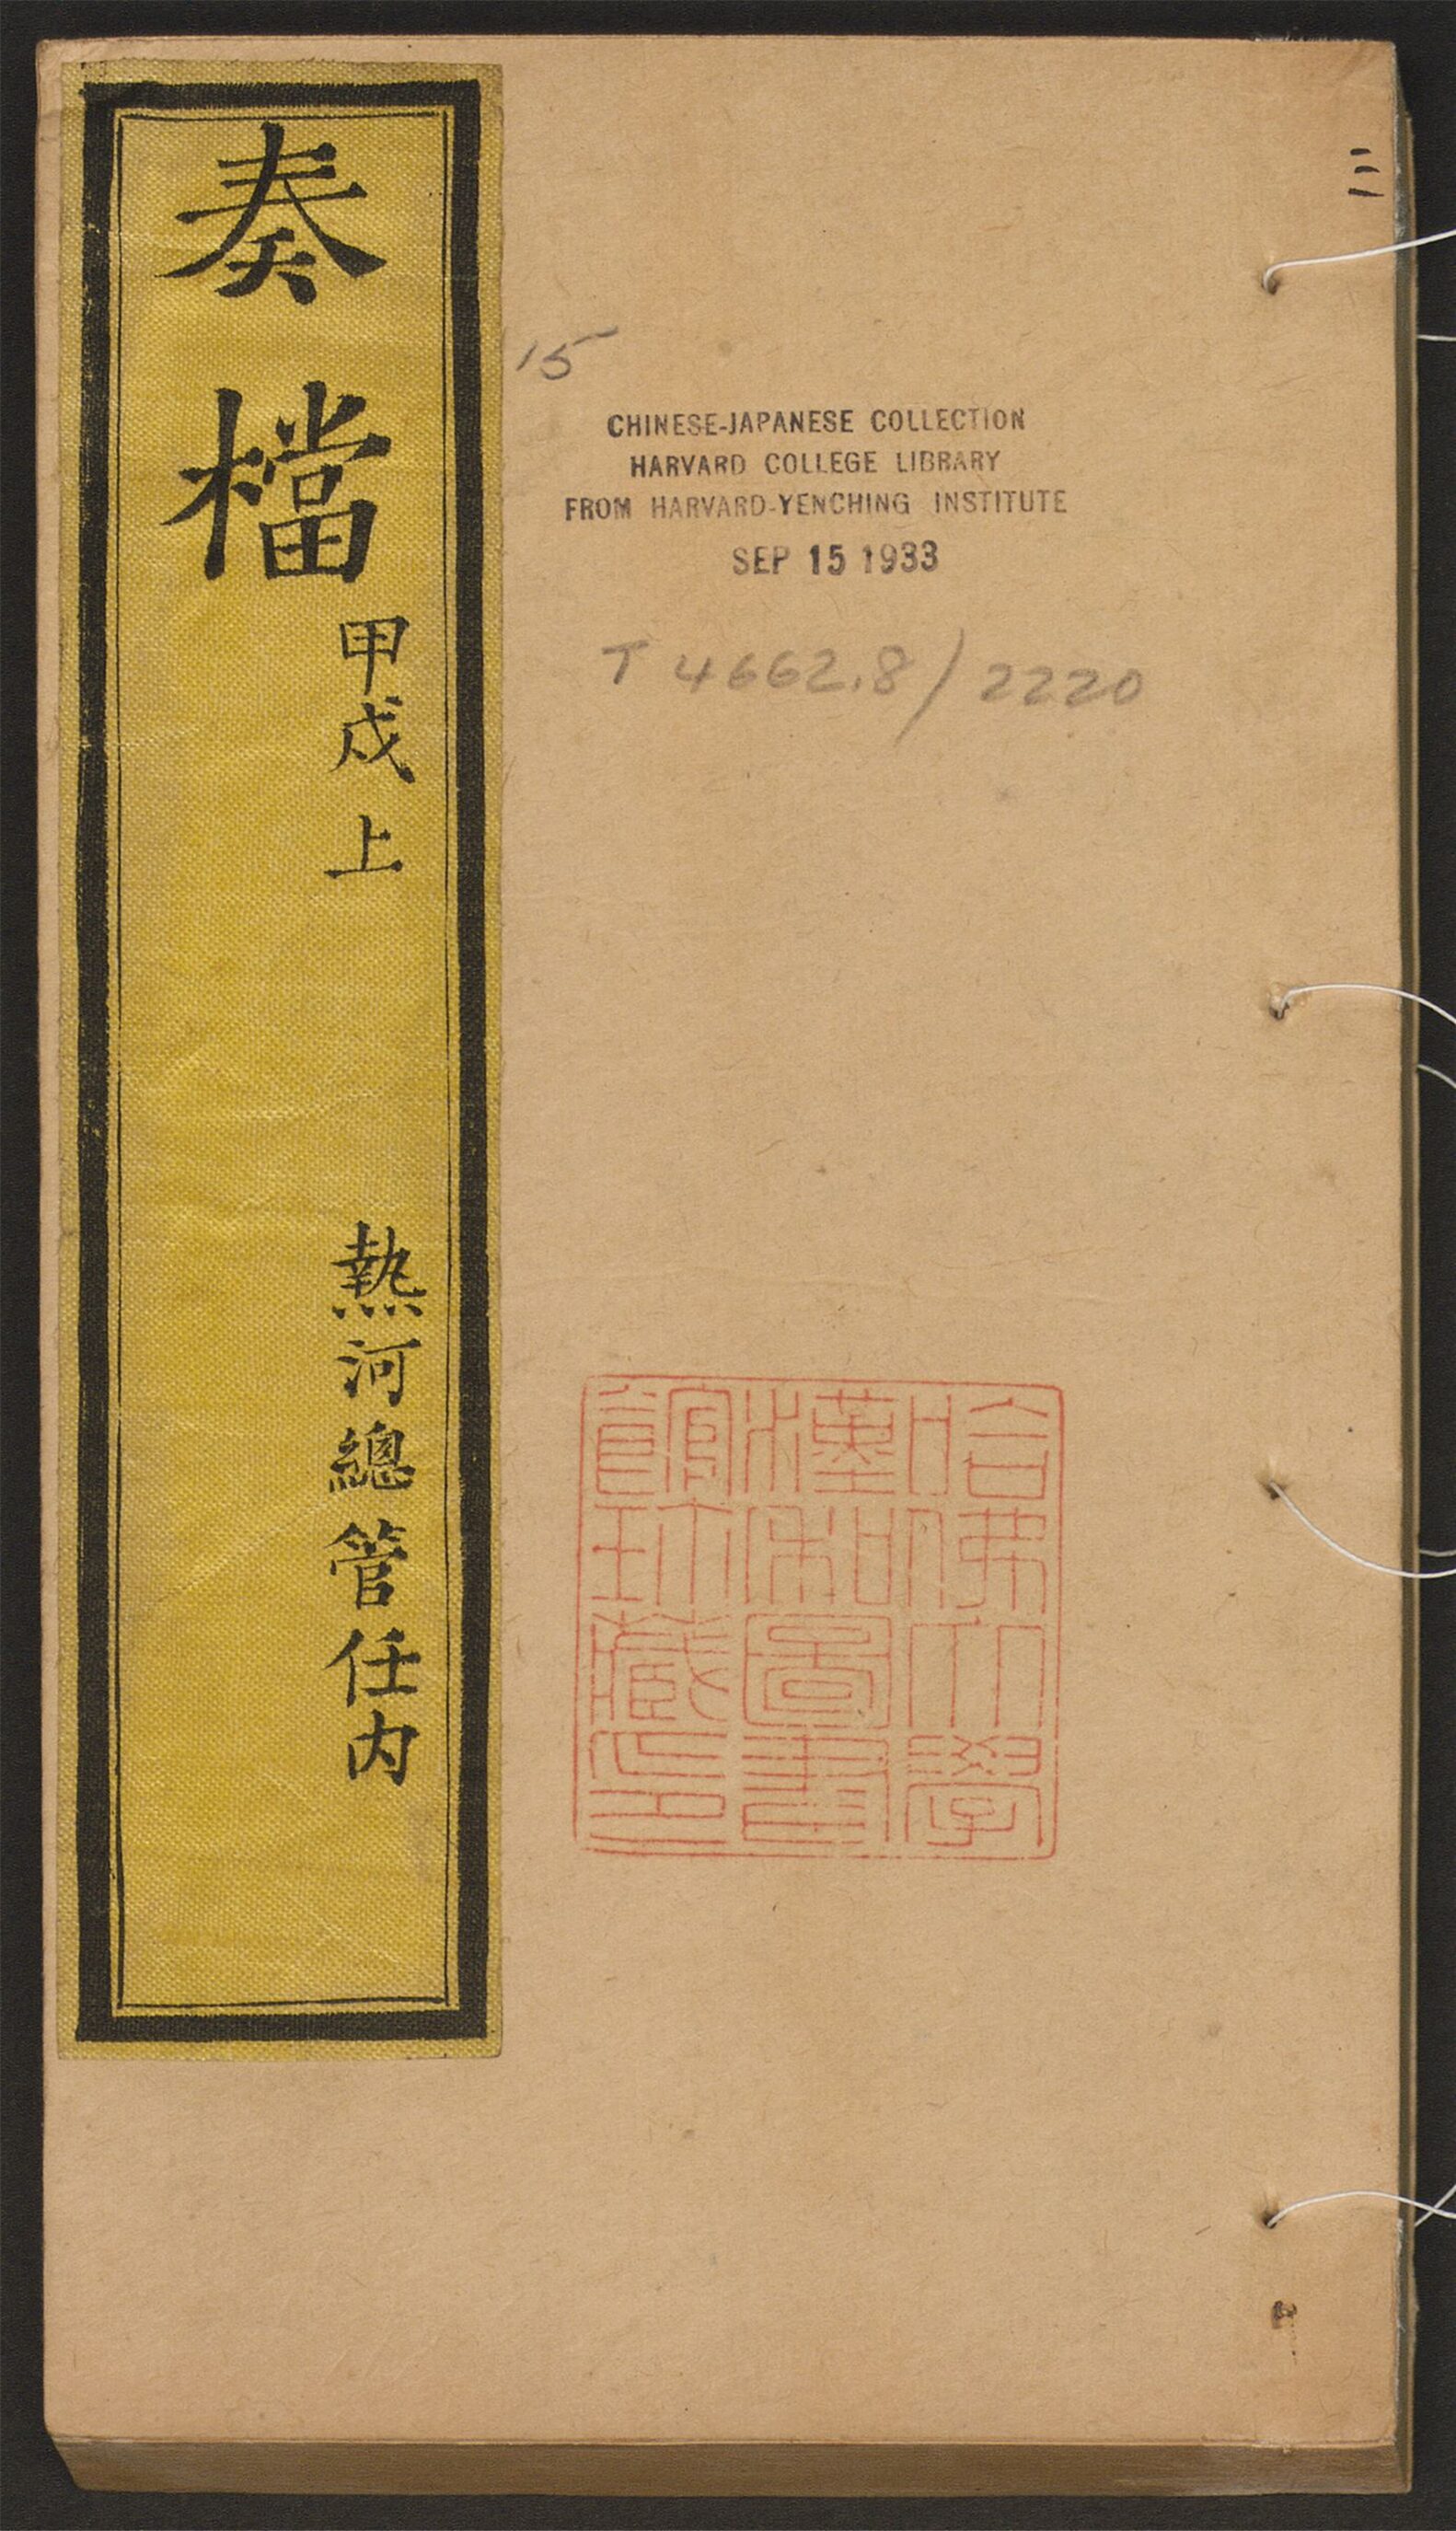 奏檔
甲戌上
熱河總管任内
15
CHINESE-JAPANESE COLLECTION
HARVARD COLLEGE LIBRARY
FROM HARVARD-YENCHING INSTITUTE
SEP 15 1933
T 4662.8/2220
三
哈佛大學
漢和圖書
館珍藏印